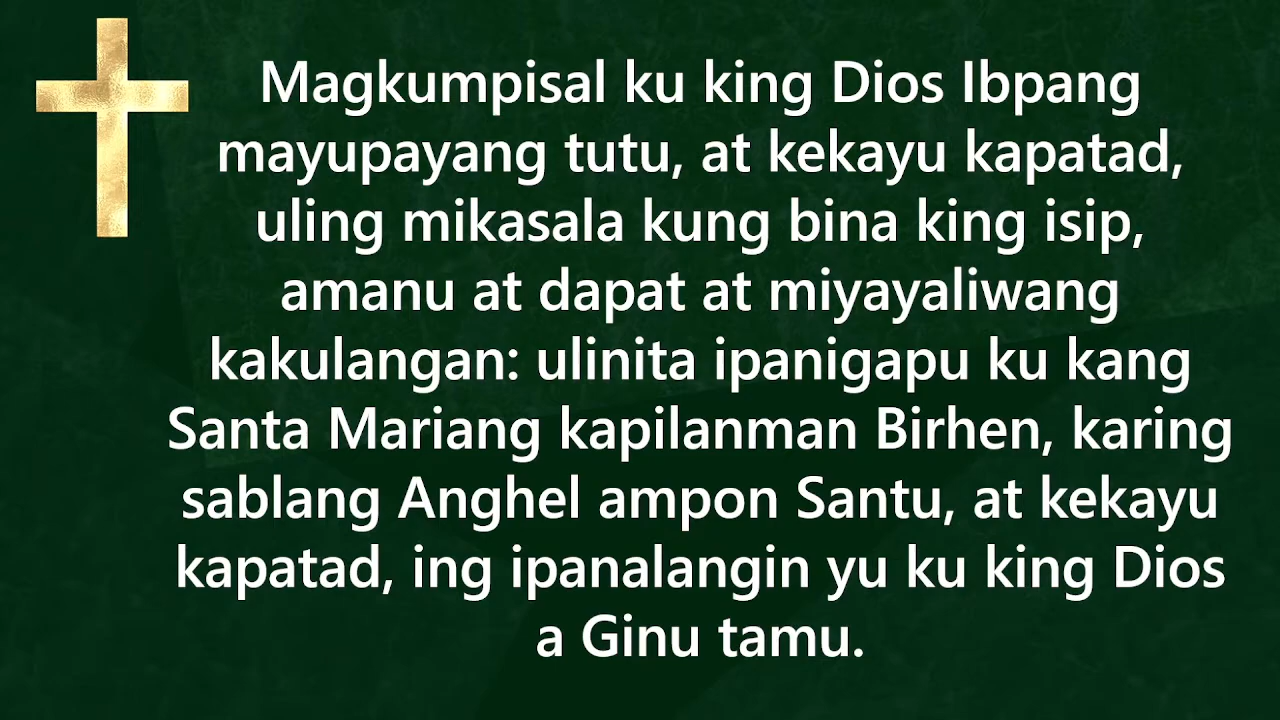 Magkumpisal ku king Dios Ibpang
mayupayang tutu, at kekayu kapatad,
uling mikasala kung bina king isip,
amanu at dapat at miyayaliwang
kakulangan: ulinita ipanigapu ku kang
Santa Mariang kapilanman Birhen, karing
sablang Anghel ampon Santu, at kekayu
kapatad, ing ipanalangin yu ku king Dios
a Ginu tamu.